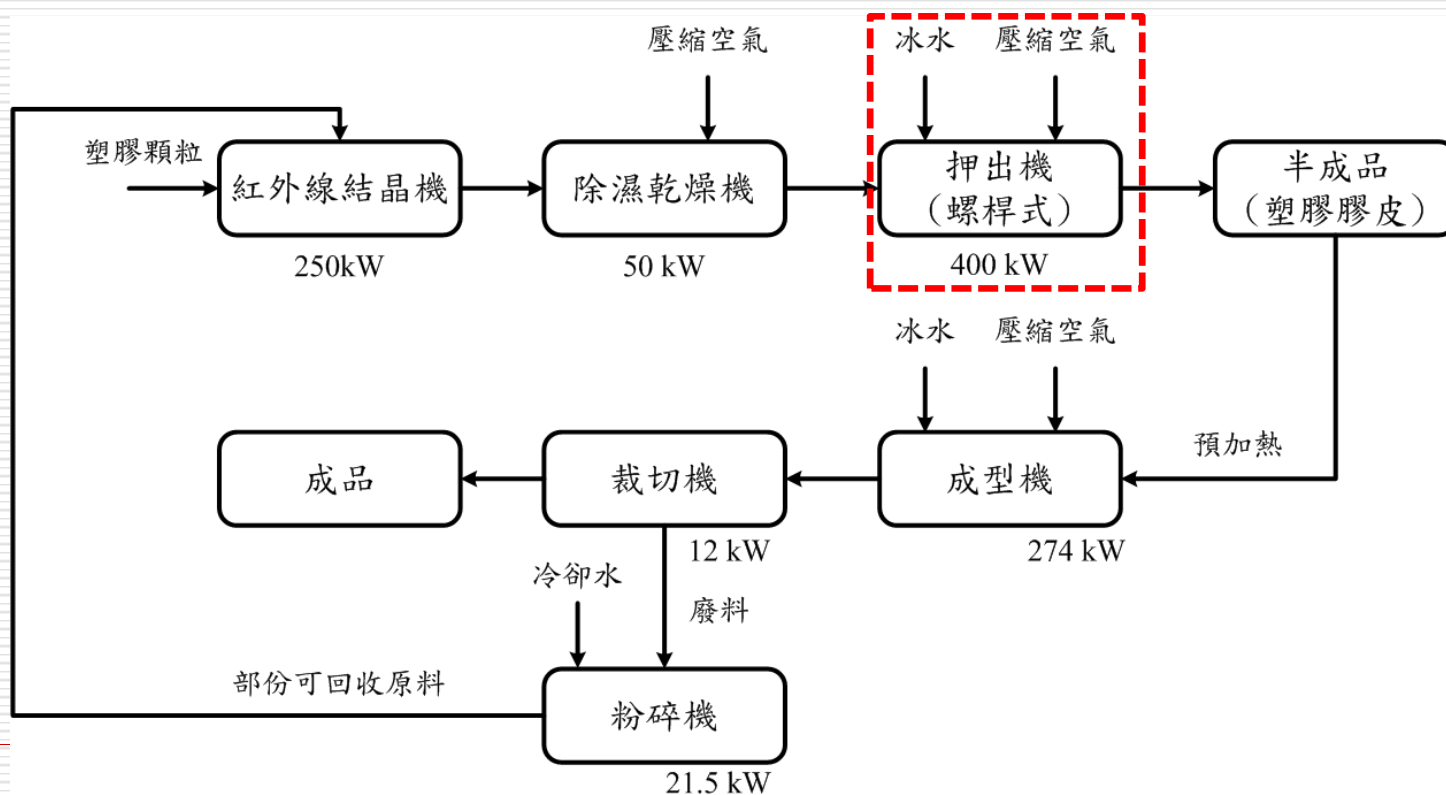 壓縮空氣
冰水 壓縮空氣
塑膠顆粒
紅外線結晶機
除濕乾燥機
押出機
（螺桿式）
半成品
（塑膠膠皮）
250kW
50 kW
400 kW
冰水 壓縮空氣
預加熱
成品
裁切機
成型機
12 kW
274 kW
冷卻水
廢料
部份可回收原料
粉碎機
21.5 kW